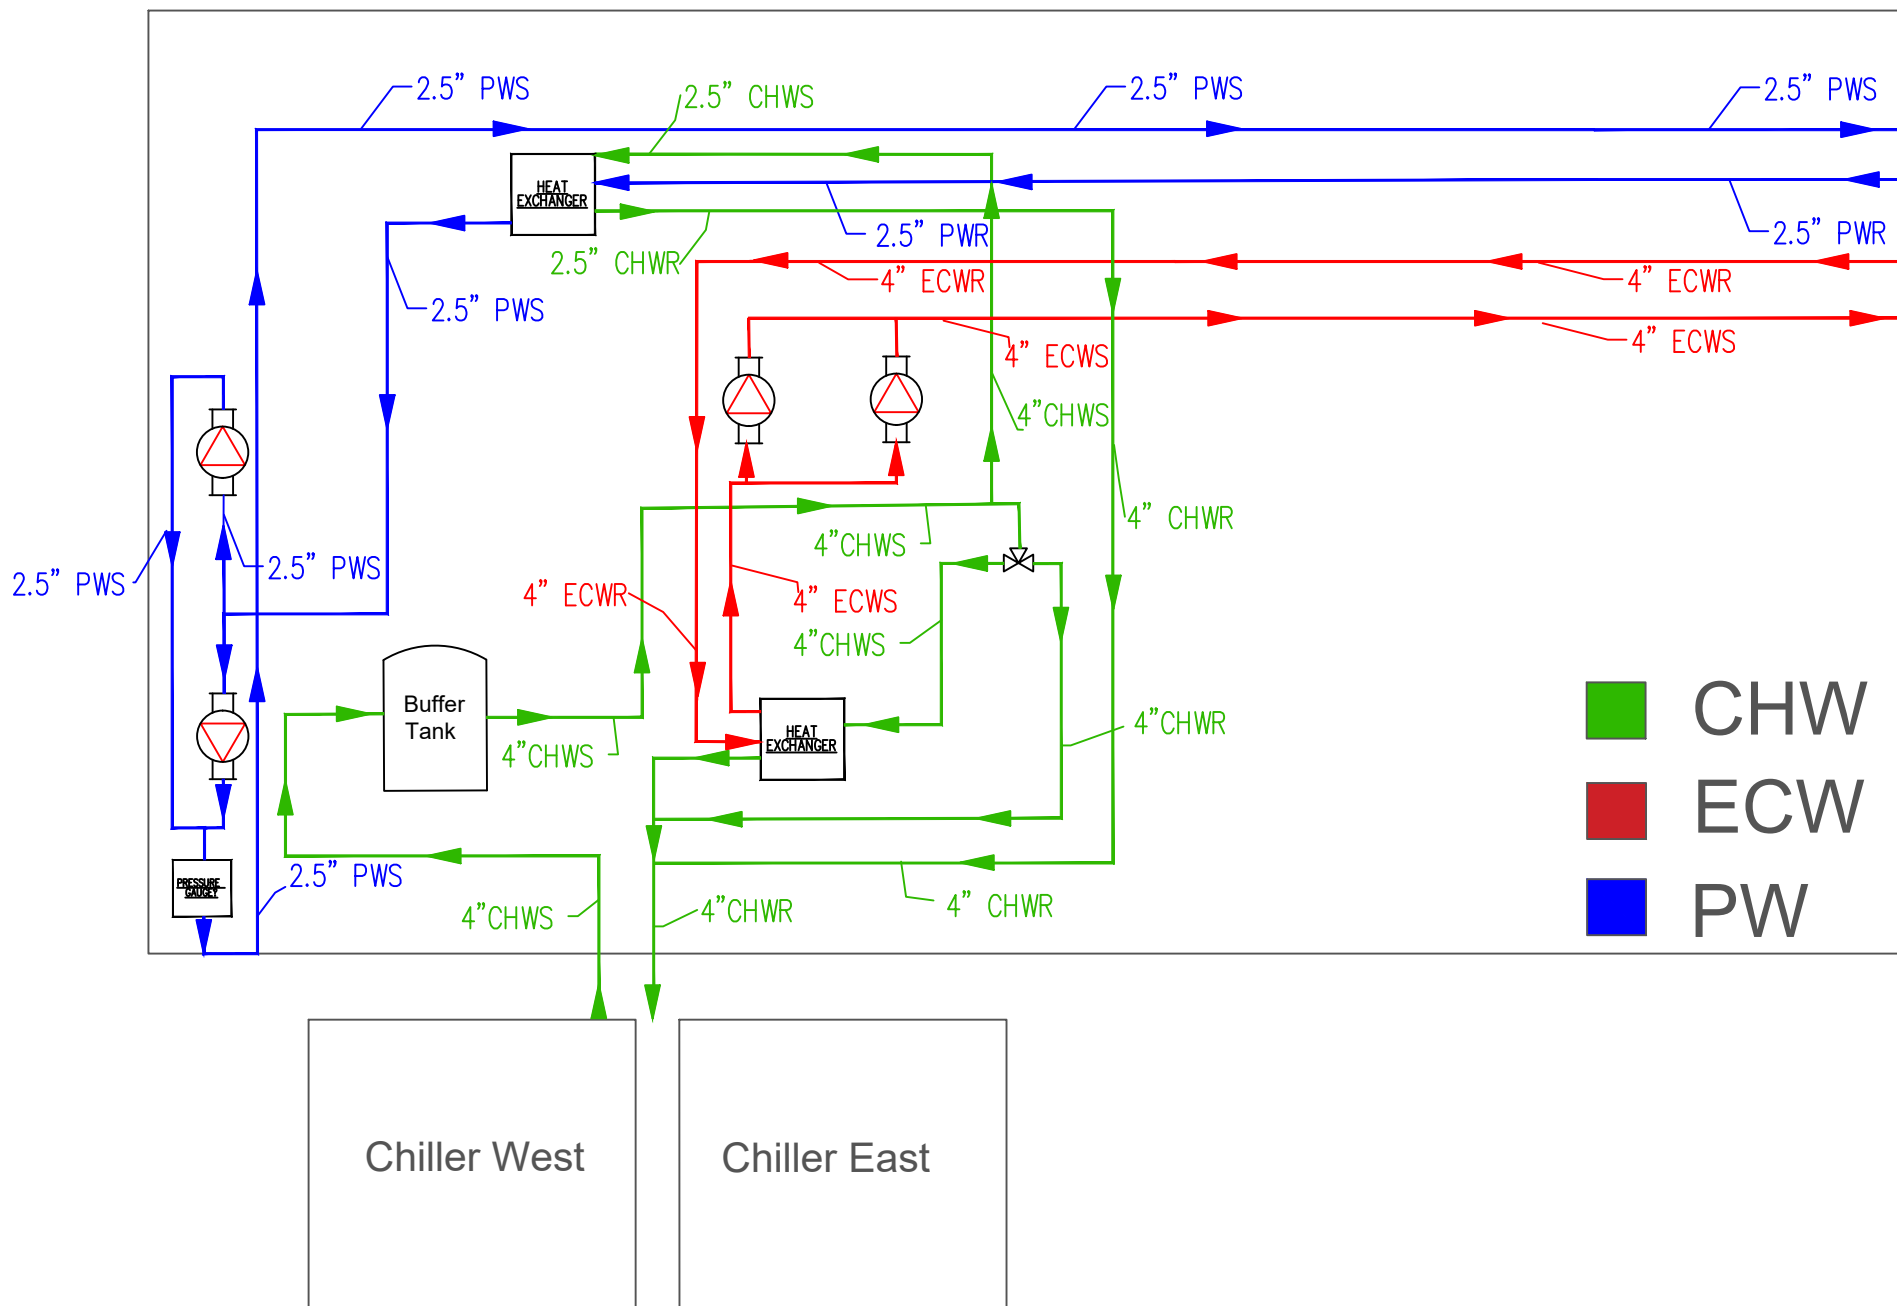 2.5" PWS
2.5" CHWS
2.5" PWS
2.5" PWS
HEAT
EXCHANGER
2.5" PWR
2.5" PWR
2.5" CHWR
4" ECWR
4" ECWR
2.5" PWS
4" ECWS
4" ECWS
4"CHWS
4" CHWR
4"CHWS
2.5" PWS
2.5" PWS
4" ECWR
4" ECWS
4"CHWS
Buffer
Tank
4"CHWR
CHW
HEAT
EXCHANGER
4"CHWS
ECW
2.5" PWS
PRESSURE
GAUGEY
4"CHWS
4"CHWR
4" CHWR
PW
Chiller West
Chiller East